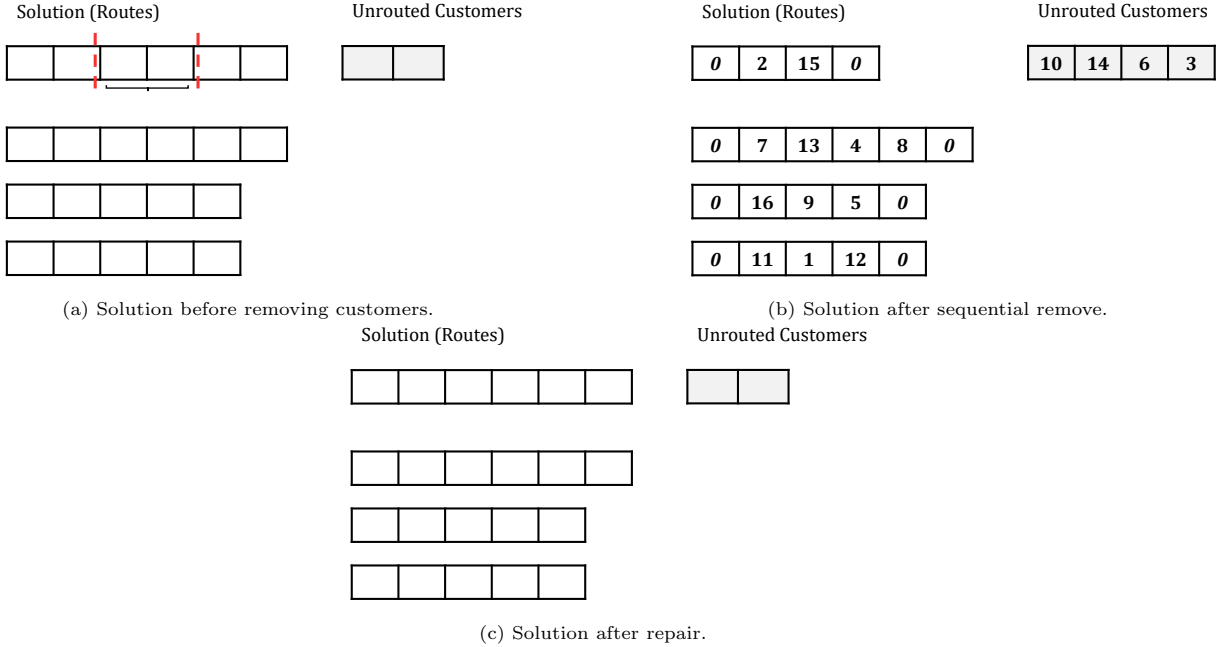 Solution (Routes)
Unrouted Customers
(a) Solution before removing customers.
Solution (Routes)
Unrouted Customers
0 2 15 0
10 14 6 3
0 7 13 4 8 0
0 16 9 5 0
0 11 1 12 0
(b) Solution after sequential remove.
Solution (Routes)
Unrouted Customers
(c) Solution after repair.